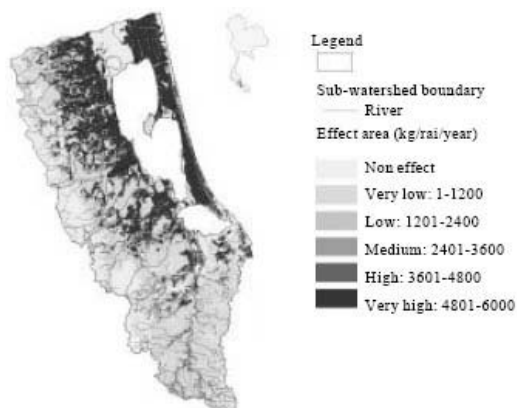 Legend
Sub-watershed boundary
River
Effect area (kg/rai/year)
Non effect
Very low: 1-1200
Low: 1201-2400
Medium: 2401-3600
High: 3601-4800
Very high: 4801-6000